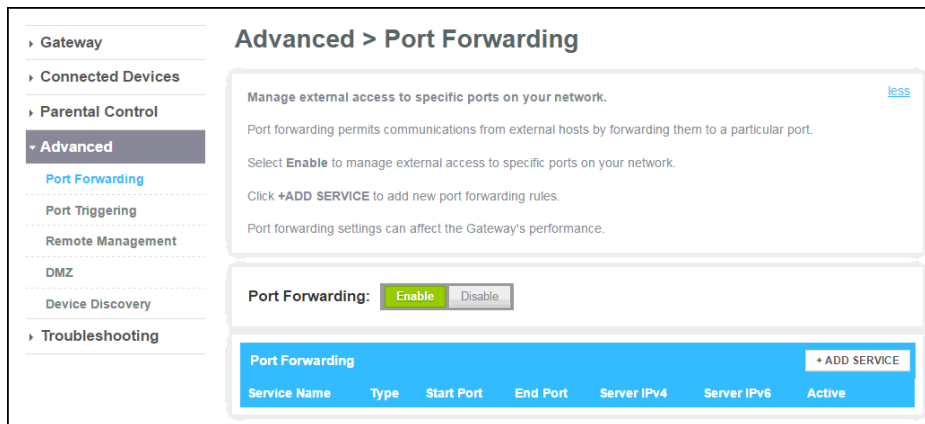 Gateway
Connected Devices
Parental Control
Advanced
Port Forwarding
Port Triggering
Remote Management
DMZ
Device Discovery
Troubleshooting
Advanced > Port Forwarding
Manage external access to specific ports on your network.
less
Port forwarding permits communications from external hosts by forwarding them to a particular port.
Select Enable to manage external access to specific ports on your network.
Click +ADD SERVICE to add new port forwarding rules.
Port forwarding settings can affect the Gateway's performance.
Port Forwarding: Enable Disable
Port Forwarding + ADD SERVICE
Service Name Type Start Port End Port Server IPv4 Server IPv6 Active